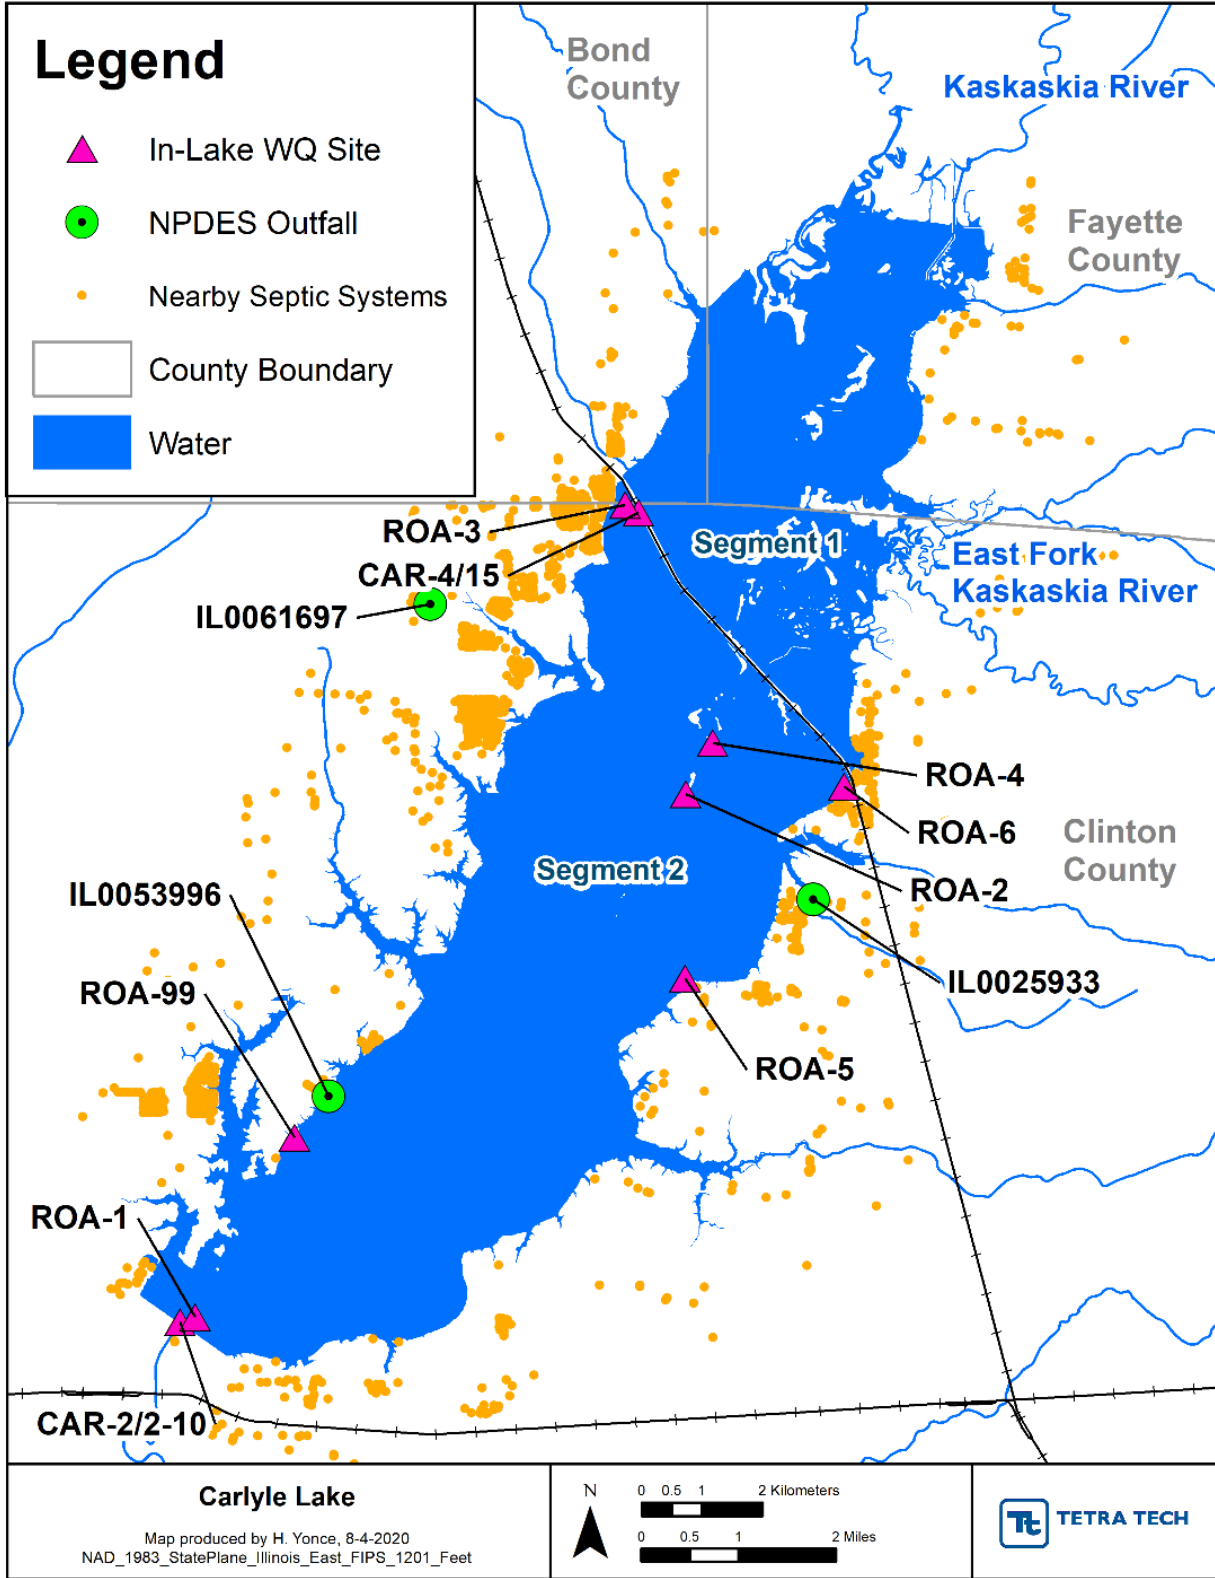 Legend
In-Lake WQ Site
NPDES Outfall
Nearby Septic Systems
County Boundary
Water
Bond
County
Kaskaskia River
Fayette
County
ROA-3
CAR-4/15
IL0061697
Segment 1
East Fork
Kaskaskia River
ROA-4
ROA-6
Clinton
County
Segment 2
ROA-2
IL0053996
ROA-99
IL0025933
ROA-5
ROA-1
CAR-2/2-10
Carlyle Lake
Map produced by H. Yonce, 8-4-2020
NAD_1983_StatePlane_Illinois_East_FIPS_1201_Feet
N
0 0.5 1 2 Kilometers
0 0.5 1 2 Miles
Tt TETRA TECH